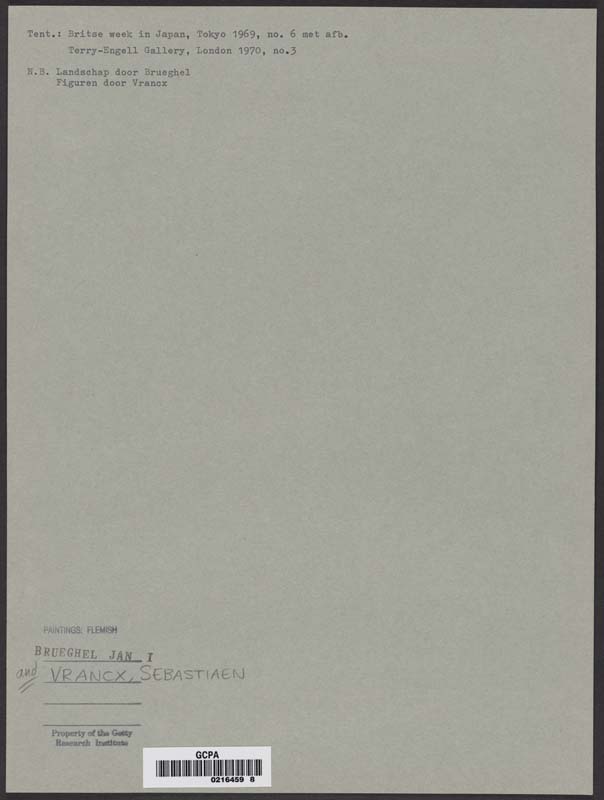 Tent.: Britse week in Japan, Tokyo 1969, no. 6 met afb.
Terry-Engell Gallery, London 1970, no.3
N.B. Landschap door Brueghel
Figuren door Vrancx
PAINTINGS: FLEMISH
BRUEGHEL JAN I
and VRANCX, SEBASTIAEN
Property of the Getty
Research Institute
GCPA
0216459 8